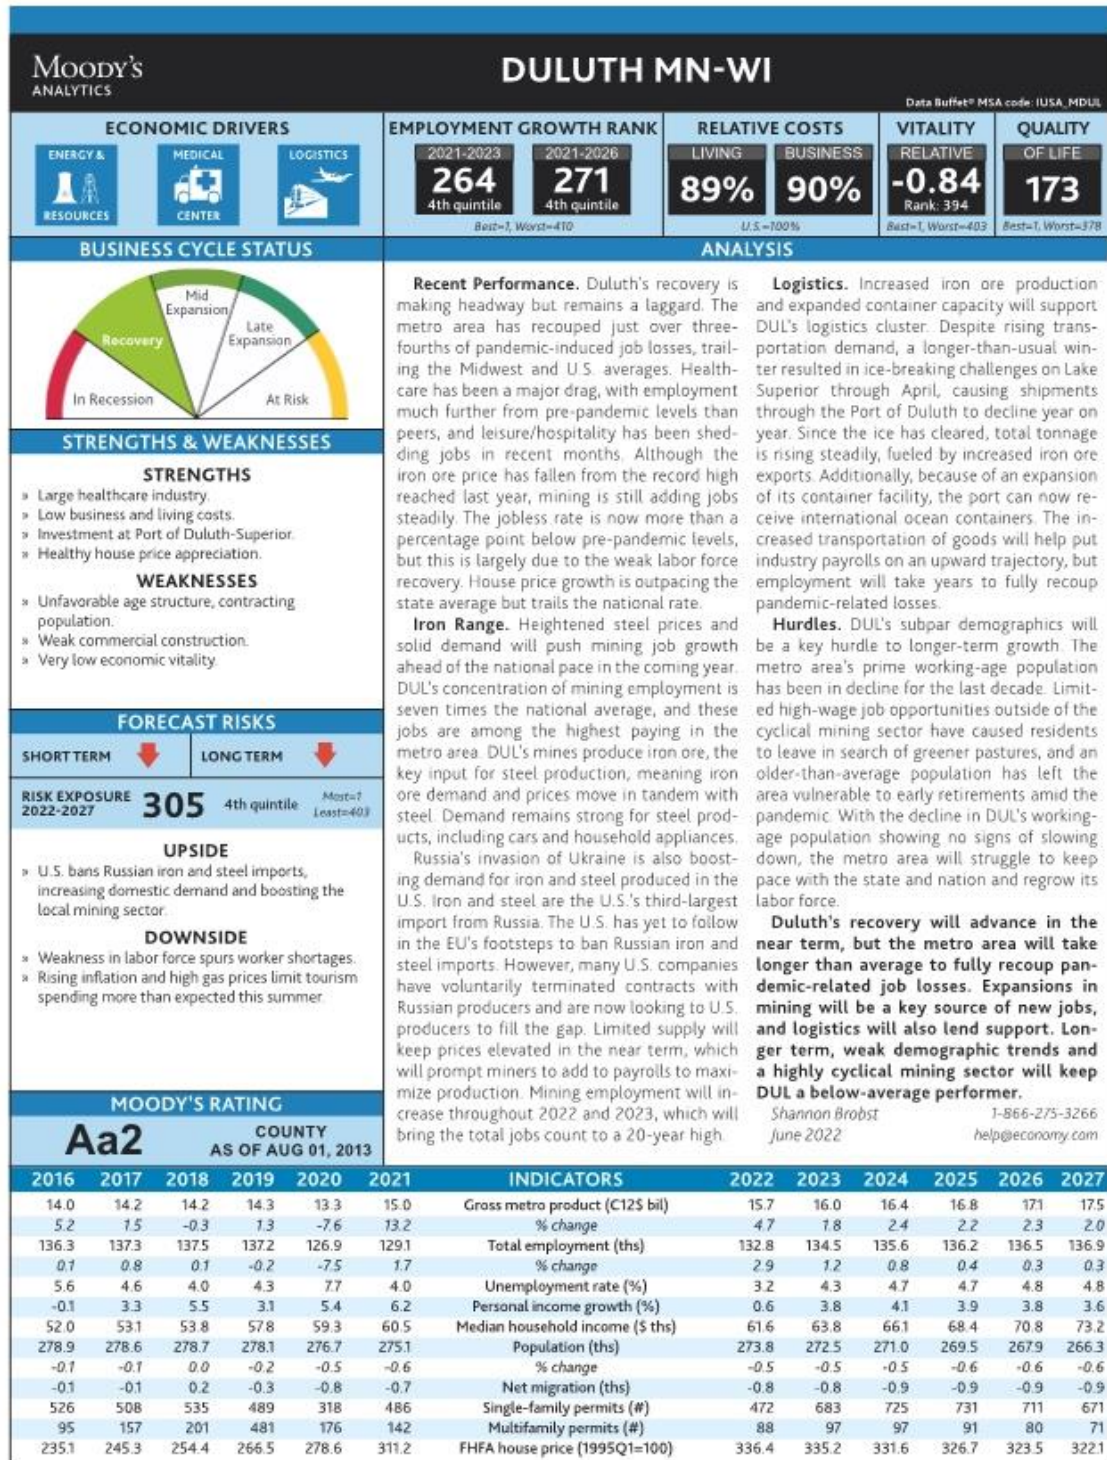 MOODY'S
ANALYTICS
DULUTH MN-WI
Data Buffet® MSA code: IUSA_MDUL
ECONOMIC DRIVERS
ENERGY &
RESOURCES
MEDICAL
CENTER
LOGISTICS
EMPLOYMENT GROWTH RANK
2021-2023
264
4th quintile
2021-2026
271
4th quintile
Best=1, Worst=410
RELATIVE COSTS
LIVING
89%
BUSINESS
90%
U.S.=100%
VITALITY
RELATIVE
-0.84
Rank: 394
Best=1, Worst=403
QUALITY
OF LIFE
173
Best=1, Worst=378
BUSINESS CYCLE STATUS
Mid
Expansion
Late
Expansion
Recovery
In Recession
At Risk
STRENGTHS & WEAKNESSES
STRENGTHS
» Large healthcare industry.
» Low business and living costs.
» Investment at Port of Duluth-Superior.
» Healthy house price appreciation.
WEAKNESSES
» Unfavorable age structure, contracting
population.
» Weak commercial construction.
» Very low economic vitality.
FORECAST RISKS
SHORT TERM
LONG TERM
RISK EXPOSURE
2022-2027
305
4th quintile
Most=1
Least=403
UPSIDE
» U.S. bans Russian iron and steel imports,
increasing domestic demand and boosting the
local mining sector.
DOWNSIDE
» Weakness in labor force spurs worker shortages.
» Rising inflation and high gas prices limit tourism
spending more than expected this summer.
MOODY'S RATING
Aa2
COUNTY
AS OF AUG 01, 2013
ANALYSIS
Recent Performance. Duluth's recovery is
making headway but remains a laggard. The
metro area has recouped just over three-
fourths of pandemic-induced job losses, trail-
ing the Midwest and U.S. averages. Health-
care has been a major drag, with employment
much further from pre-pandemic levels than
peers, and leisure/hospitality has been shed-
ding jobs in recent months. Although the
iron ore price has fallen from the record high
reached last year, mining is still adding jobs
steadily. The jobless rate is now more than a
percentage point below pre-pandemic levels,
but this is largely due to the weak labor force
recovery. House price growth is outpacing the
state average but trails the national rate.
Iron Range. Heightened steel prices and
solid demand will push mining job growth
ahead of the national pace in the coming year.
DUL's concentration of mining employment is
seven times the national average, and these
jobs are among the highest paying in the
metro area. DUL's mines produce iron ore, the
key input for steel production, meaning iron
ore demand and prices move in tandem with
steel. Demand remains strong for steel prod-
ucts, including cars and household appliances.
Russia's invasion of Ukraine is also boost-
ing demand for iron and steel produced in the
U.S. Iron and steel are the U.S.'s third-largest
import from Russia. The U.S. has yet to follow
in the EU's footsteps to ban Russian iron and
steel imports. However, many U.S. companies
have voluntarily terminated contracts with
Russian producers and are now looking to U.S.
producers to fill the gap. Limited supply will
keep prices elevated in the near term, which
will prompt miners to add to payrolls to maxi-
mize production. Mining employment will in-
crease throughout 2022 and 2023, which will
bring the total jobs count to a 20-year high.
Logistics. Increased iron ore production
and expanded container capacity will support
DUL's logistics cluster. Despite rising trans-
portation demand, a longer-than-usual win-
ter resulted in ice-breaking challenges on Lake
Superior through April, causing shipments
through the Port of Duluth to decline year on
year. Since the ice has cleared, total tonnage
is rising steadily, fueled by increased iron ore
exports. Additionally, because of an expansion
of its container facility, the port can now re-
ceive international ocean containers. The in-
creased transportation of goods will help put
industry payrolls on an upward trajectory, but
employment will take years to fully recoup
pandemic-related losses.
Hurdles. DUL's subpar demographics will
be a key hurdle to longer-term growth. The
metro area's prime working-age population
has been in decline for the last decade. Limit-
ed high-wage job opportunities outside of the
cyclical mining sector have caused residents
to leave in search of greener pastures, and an
older-than-average population has left the
area vulnerable to early retirements amid the
pandemic. With the decline in DUL's working-
age population showing no signs of slowing
down, the metro area will struggle to keep
pace with the state and nation and regrow its
labor force.
Duluth's recovery will advance in the
near term, but the metro area will take
longer than average to fully recoup pan-
demic-related job losses. Expansions in
mining will be a key source of new jobs,
and logistics will also lend support. Lon-
ger term, weak demographic trends and
a highly cyclical mining sector will keep
DUL a below-average performer.
Shannon Brobst 1-866-275-3266
June 2022 help@economy.com
2016 2017 2018 2019 2020 2021 INDICATORS 2022 2023 2024 2025 2026 2027
14.0 14.2 14.2 14.3 13.3 15.0 Gross metro product (C12$ bil) 15.7 16.0 16.4 16.8 17.1 17.5
5.2 1.5 -0.3 1.3 -7.6 13.2 % change 4.7 1.8 2.4 2.2 2.3 2.0
136.3 137.3 137.5 137.2 126.9 129.1 Total employment (ths) 132.8 134.5 135.6 136.2 136.5 136.9
0.1 0.8 0.1 -0.2 -7.5 1.7 % change 2.9 1.2 0.8 0.4 0.3 0.3
5.6 4.6 4.0 4.3 7.7 4.0 Unemployment rate (%) 3.2 4.3 4.7 4.7 4.8 4.8
-0.1 3.3 5.5 3.1 5.4 6.2 Personal income growth (%) 0.6 3.8 4.1 3.9 3.8 3.6
52.0 53.1 53.8 57.8 59.3 60.5 Median household income ($ ths) 61.6 63.8 66.1 68.4 70.8 73.2
278.9 278.6 278.7 278.1 276.7 275.1 Population (ths) 273.8 272.5 271.0 269.5 267.9 266.3
-0.1 -0.1 0.0 -0.2 -0.5 -0.6 % change -0.5 -0.5 -0.5 -0.6 -0.6 -0.6
-0.1 -0.1 0.2 -0.3 -0.8 -0.7 Net migration (ths) -0.8 -0.8 -0.9 -0.9 -0.9 -0.9
526 508 535 489 318 486 Single-family permits (#) 472 683 725 731 711 671
95 157 201 481 176 142 Multifamily permits (#) 88 97 97 91 80 71
235.1 245.3 254.4 266.5 278.6 311.2 FHFA house price (1995Q1=100) 336.4 335.2 331.6 326.7 323.5 322.1